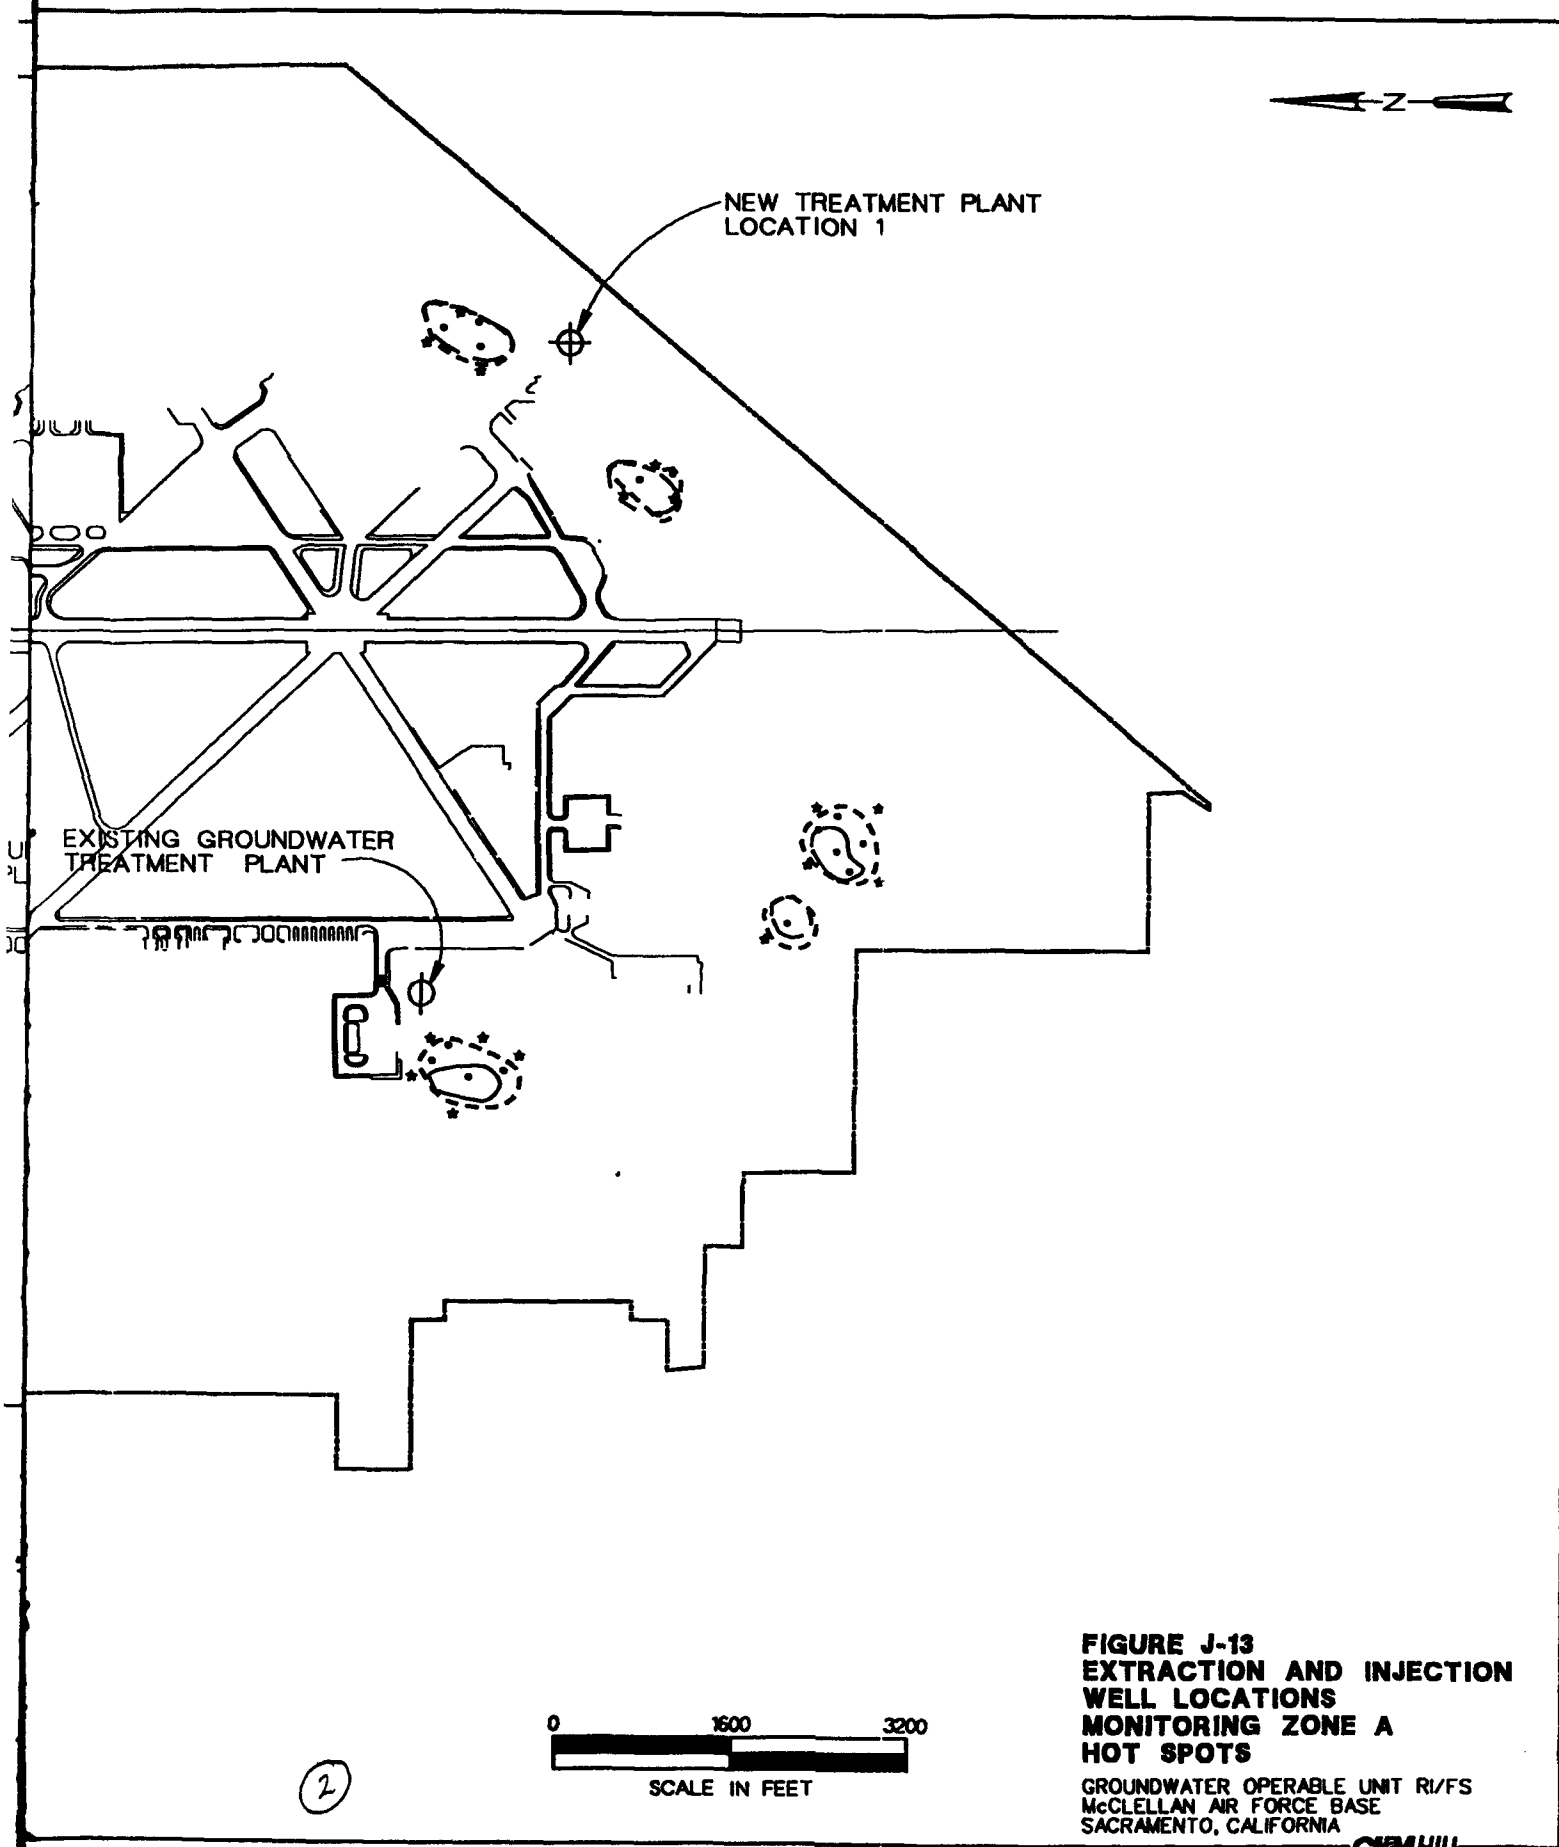 Z
NEW TREATMENT PLANT
LOCATION 1
EXISTING GROUNDWATER
TREATMENT PLANT
0 1600 3200
SCALE IN FEET
2
FIGURE J-13
EXTRACTION AND INJECTION
WELL LOCATIONS
MONITORING ZONE A
HOT SPOTS
GROUNDWATER OPERABLE UNIT RI/FS
McCLELLAN AIR FORCE BASE
SACRAMENTO, CALIFORNIA